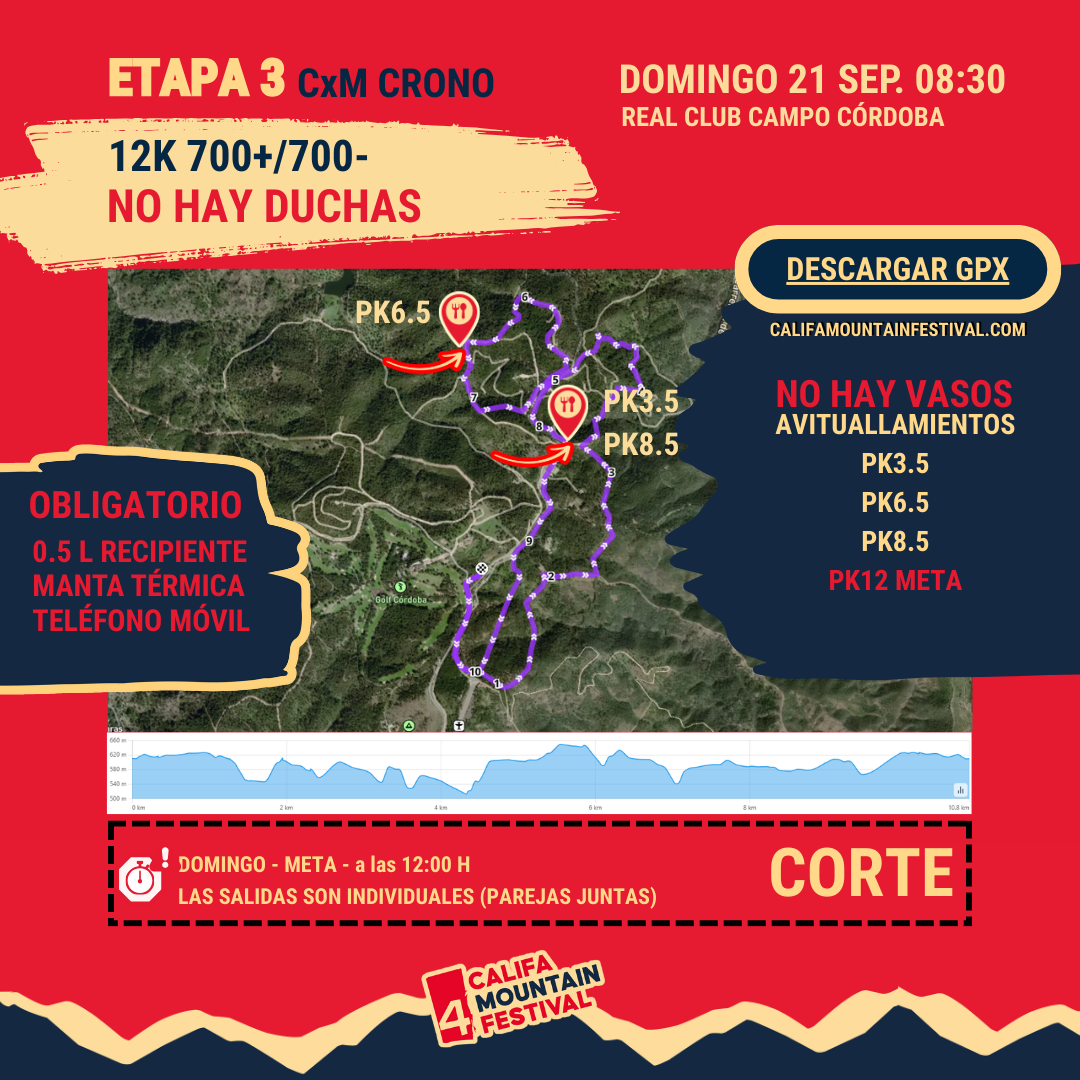 ETAPA 3 CxM CRONO
DOMINGO 21 SEP. 08:30
REAL CLUB CAMPO CÓRDOBA
12K 700+/700-
NO HAY DUCHAS
DESCARGAR GPX
CALIFAMOUNTAINFESTIVAL.COM
PK6.5
6
5
PK3.5
7
8
PK8.5
3
9
2
Golf Córdoba
10
1
NO HAY VASOS
AVITUALLAMIENTOS
PK3.5
PK6.5
PK8.5
PK12 META
OBLIGATORIO
0.5 L RECIPIENTE
MANTA TÉRMICA
TELÉFONO MÓVIL
660 m
620 m
580 m
540 m
500 m
0 km
2 km
4 km
6 km
8 km
10.8 km
DOMINGO - META - a las 12:00 H
LAS SALIDAS SON INDIVIDUALES (PAREJAS JUNTAS)
CORTE
4 CALIFA
MOUNTAIN
FESTIVAL